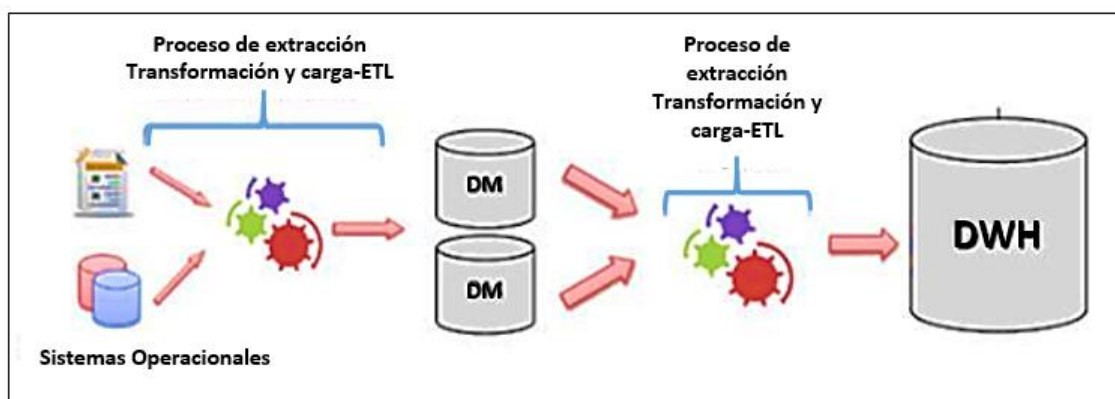 Proceso de extracción
Transformación y carga-ETL
Proceso de
extracción
Transformación y
carga-ETL
DM
DM
DWH
Sistemas Operacionales